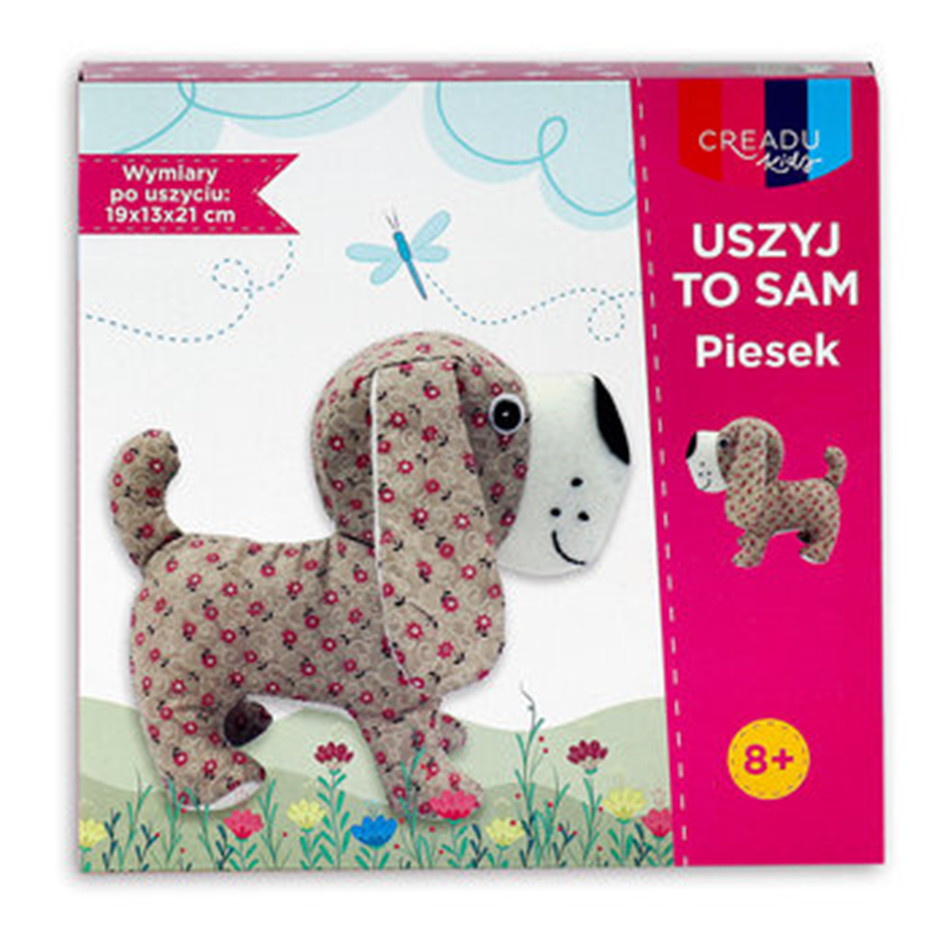 Wymiary
po uszyciu:
19x13x21 cm
CREADU
kids
USZYJ
TO SAM
Piesek
8+